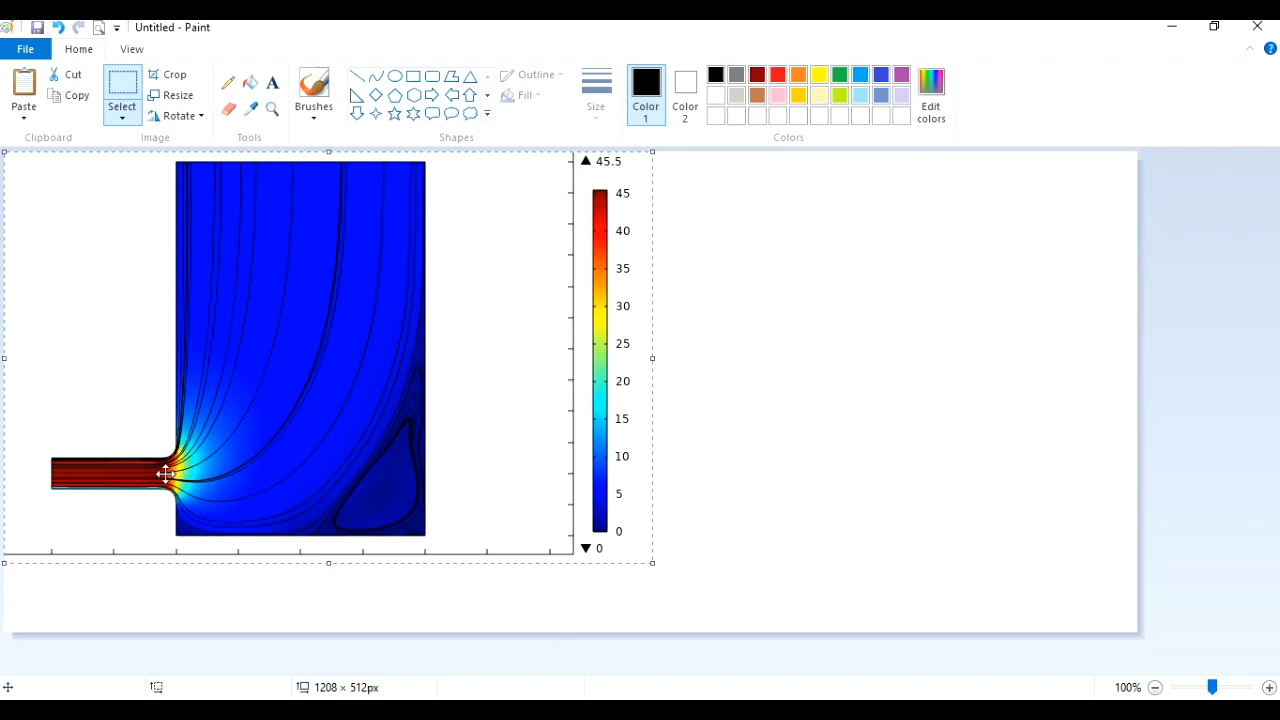 Untitled - Paint
File Home View
Paste
Cut
Copy
Clipboard
Select
Crop
Resize
Rotate
Image
A
Tools
Brushes
Outline
Fill
Shapes
Size
Color 1
Color 2
Edit colors
Colors
45.5
45
40
35
30
25
20
15
10
5
0
0
1208 × 512px
100%